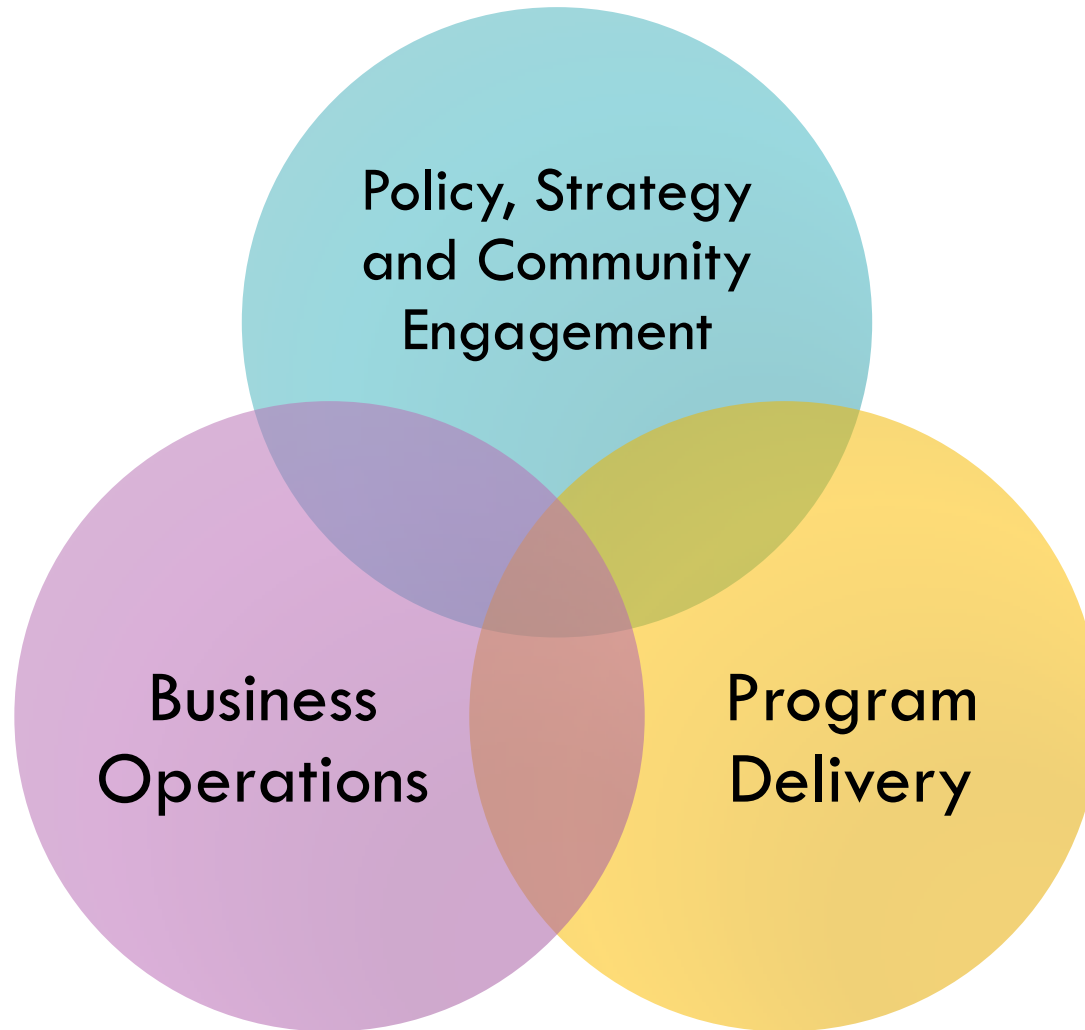 Policy, Strategy
and Community
Engagement
Business
Operations
Program
Delivery